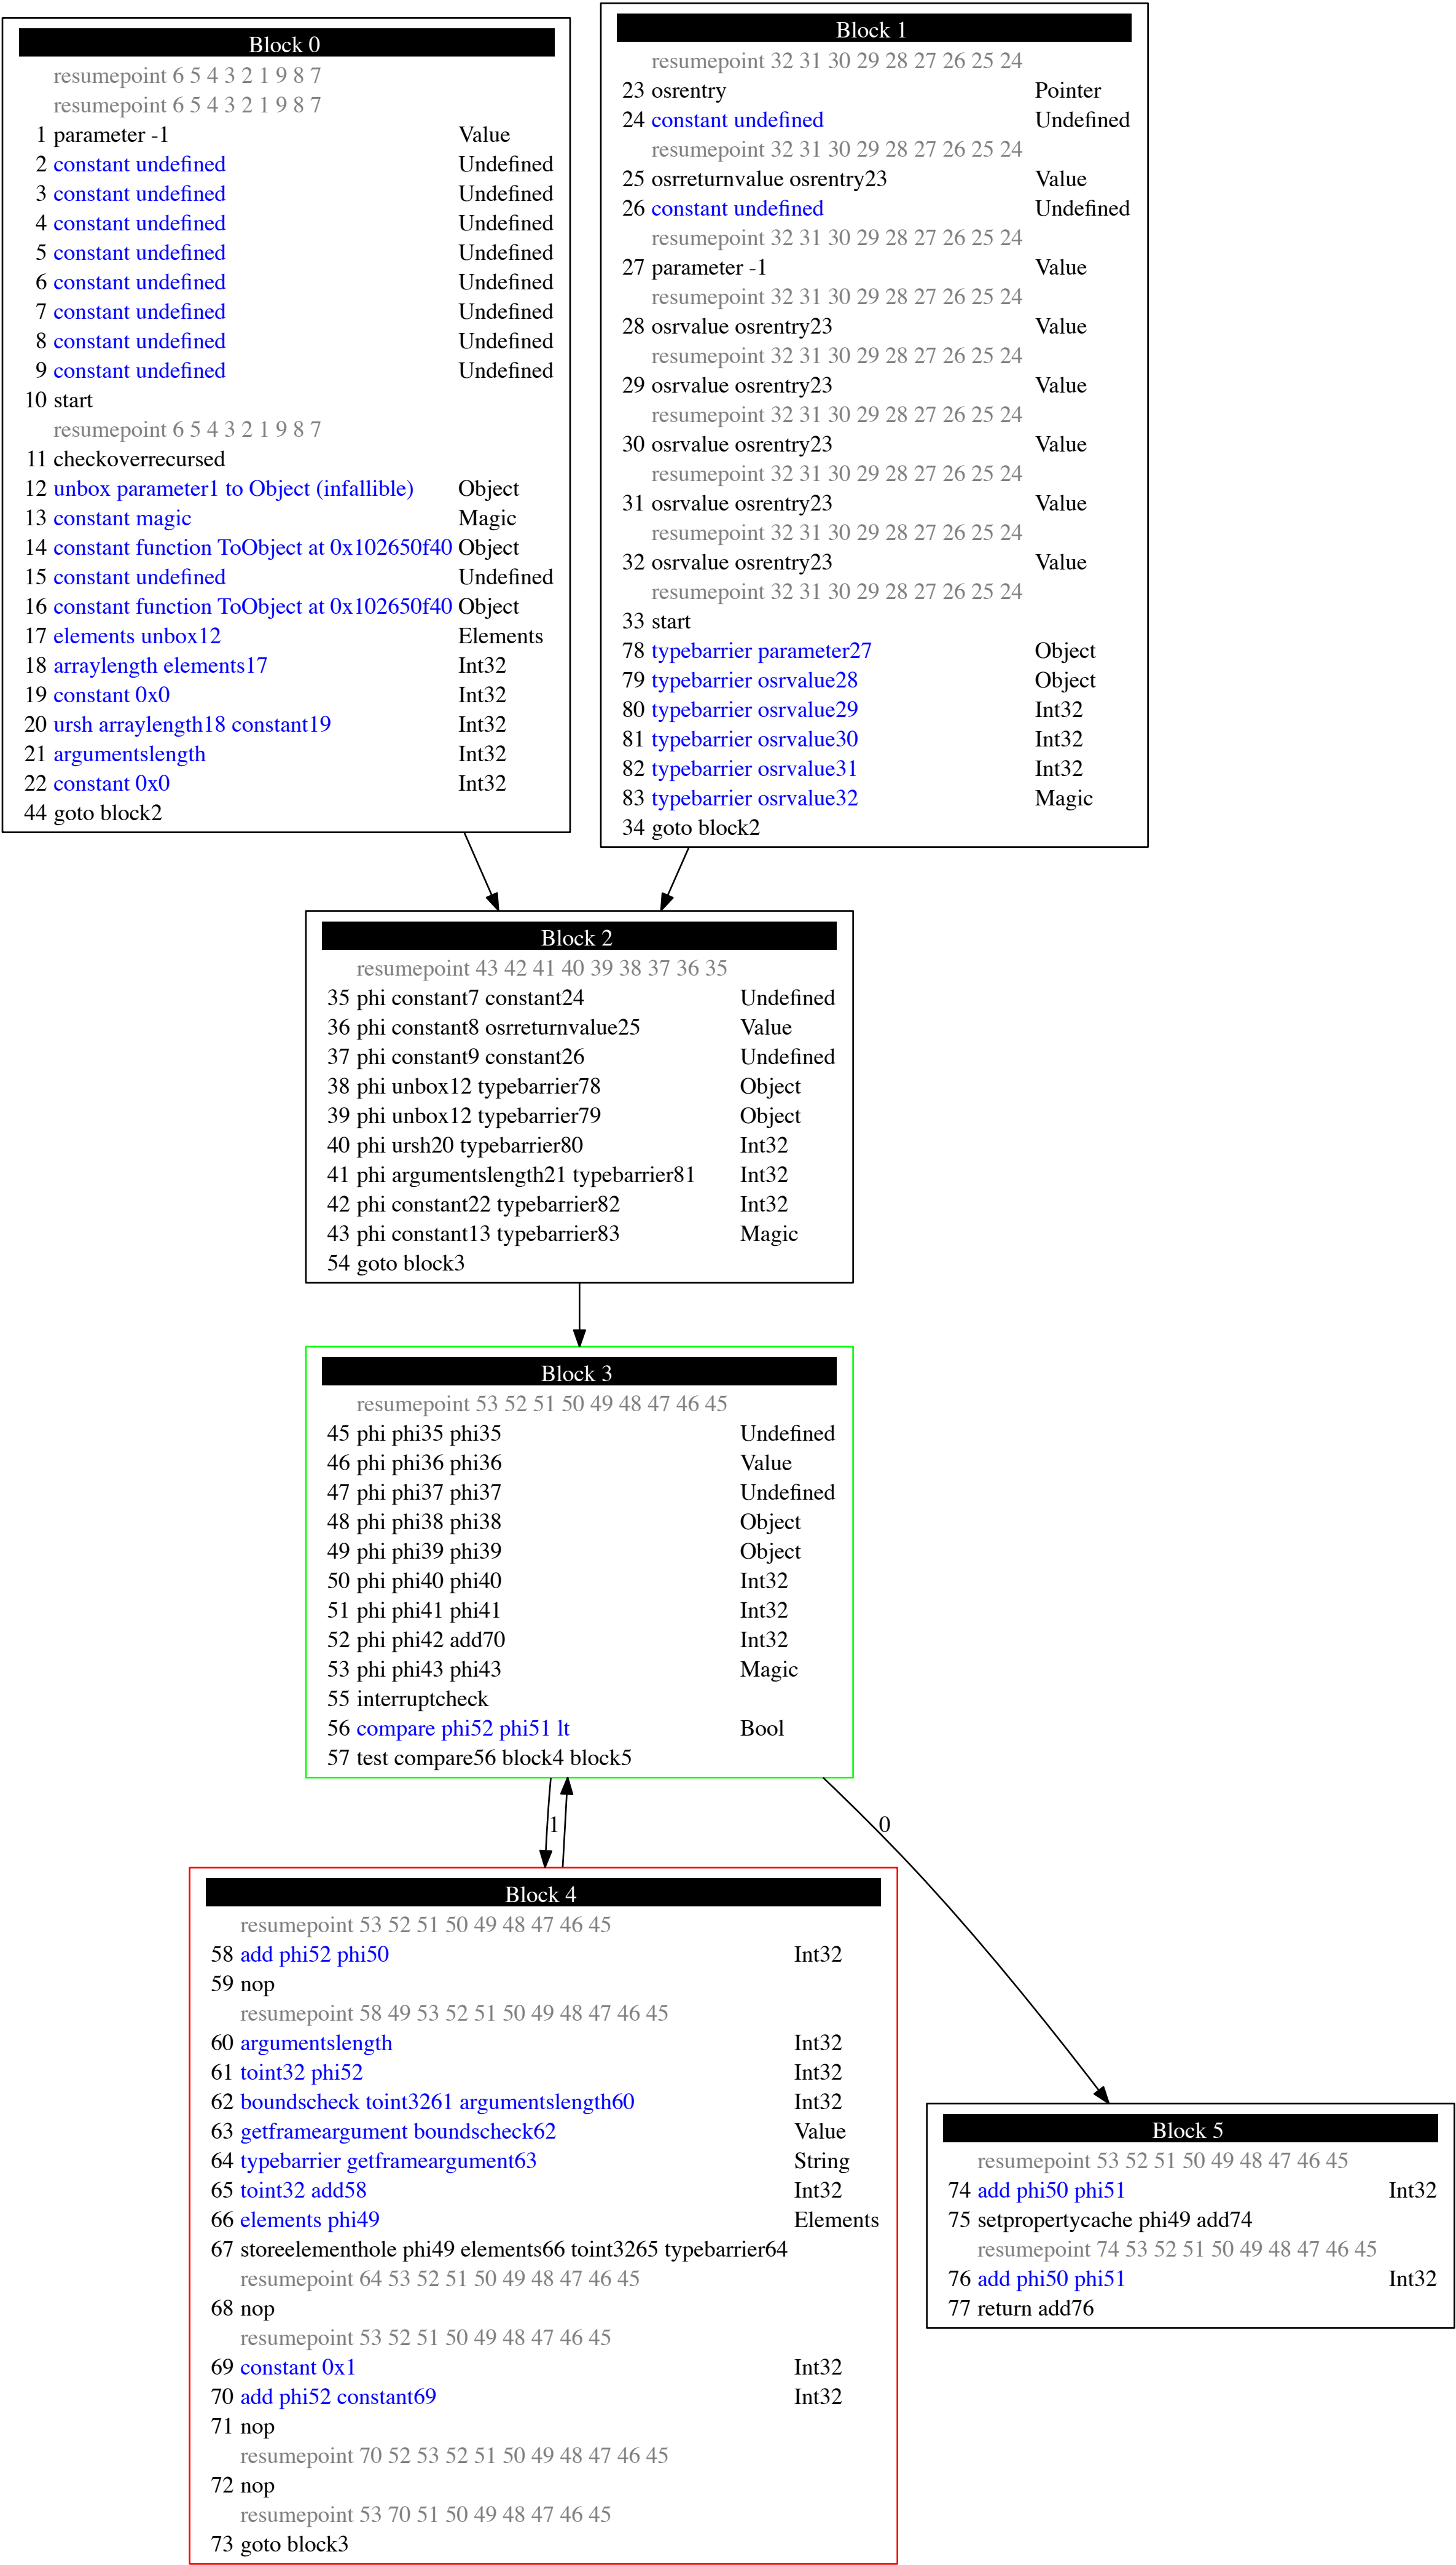 Block 0
resumepoint 6 5 4 3 2 1 9 8 7
resumepoint 6 5 4 3 2 1 9 8 7
1 parameter -1 Value
2 constant undefined Undefined
3 constant undefined Undefined
4 constant undefined Undefined
5 constant undefined Undefined
6 constant undefined Undefined
7 constant undefined Undefined
8 constant undefined Undefined
9 constant undefined Undefined
10 start
resumepoint 6 5 4 3 2 1 9 8 7
11 checkoverrecursed
12 unbox parameter1 to Object (infallible) Object
13 constant magic Magic
14 constant function ToObject at 0x102650f40 Object
15 constant undefined Undefined
16 constant function ToObject at 0x102650f40 Object
17 elements unbox12 Elements
18 arraylength elements17 Int32
19 constant 0x0 Int32
20 ursh arraylength18 constant19 Int32
21 argumentslength Int32
22 constant 0x0 Int32
44 goto block2
Block 1
resumepoint 32 31 30 29 28 27 26 25 24
23 osrentry Pointer
24 constant undefined Undefined
resumepoint 32 31 30 29 28 27 26 25 24
25 osrreturnvalue osrentry23 Value
26 constant undefined Undefined
resumepoint 32 31 30 29 28 27 26 25 24
27 parameter -1 Value
resumepoint 32 31 30 29 28 27 26 25 24
28 osrvalue osrentry23 Value
resumepoint 32 31 30 29 28 27 26 25 24
29 osrvalue osrentry23 Value
resumepoint 32 31 30 29 28 27 26 25 24
30 osrvalue osrentry23 Value
resumepoint 32 31 30 29 28 27 26 25 24
31 osrvalue osrentry23 Value
resumepoint 32 31 30 29 28 27 26 25 24
32 osrvalue osrentry23 Value
resumepoint 32 31 30 29 28 27 26 25 24
33 start
78 typebarrier parameter27 Object
79 typebarrier osrvalue28 Object
80 typebarrier osrvalue29 Int32
81 typebarrier osrvalue30 Int32
82 typebarrier osrvalue31 Int32
83 typebarrier osrvalue32 Magic
34 goto block2
Block 2
resumepoint 43 42 41 40 39 38 37 36 35
35 phi constant7 constant24 Undefined
36 phi constant8 osrreturnvalue25 Value
37 phi constant9 constant26 Undefined
38 phi unbox12 typebarrier78 Object
39 phi unbox12 typebarrier79 Object
40 phi ursh20 typebarrier80 Int32
41 phi argumentslength21 typebarrier81 Int32
42 phi constant22 typebarrier82 Int32
43 phi constant13 typebarrier83 Magic
54 goto block3
Block 3
resumepoint 53 52 51 50 49 48 47 46 45
45 phi phi35 phi35 Undefined
46 phi phi36 phi36 Value
47 phi phi37 phi37 Undefined
48 phi phi38 phi38 Object
49 phi phi39 phi39 Object
50 phi phi40 phi40 Int32
51 phi phi41 phi41 Int32
52 phi phi42 add70 Int32
53 phi phi43 phi43 Magic
55 interruptcheck
56 compare phi52 phi51 lt Bool
57 test compare56 block4 block5
1
0
Block 4
resumepoint 53 52 51 50 49 48 47 46 45
58 add phi52 phi50 Int32
59 nop
resumepoint 58 49 53 52 51 50 49 48 47 46 45
60 argumentslength Int32
61 toint32 phi52 Int32
62 boundscheck toint3261 argumentslength60 Int32
63 getframeargument boundscheck62 Value
64 typebarrier getframeargument63 String
65 toint32 add58 Int32
66 elements phi49 Elements
67 storeelementhole phi49 elements66 toint3265 typebarrier64
resumepoint 64 53 52 51 50 49 48 47 46 45
68 nop
resumepoint 53 52 51 50 49 48 47 46 45
69 constant 0x1 Int32
70 add phi52 constant69 Int32
71 nop
resumepoint 70 52 53 52 51 50 49 48 47 46 45
72 nop
resumepoint 53 70 51 50 49 48 47 46 45
73 goto block3
Block 5
resumepoint 53 52 51 50 49 48 47 46 45
74 add phi50 phi51 Int32
75 setpropertycache phi49 add74
resumepoint 74 53 52 51 50 49 48 47 46 45
76 add phi50 phi51 Int32
77 return add76